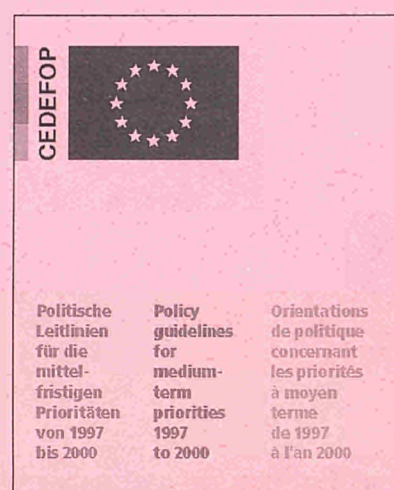 CEDEFOP
Politische
Leitlinien
für die
mittel-
fristigen
Prioritäten
von 1997
bis 2000
Policy
guidelines
for
medium-
term
priorities
1997
to 2000
Orientations
de politique
concernant
les priorités
à moyen
terme
de 1997
à l'an 2000